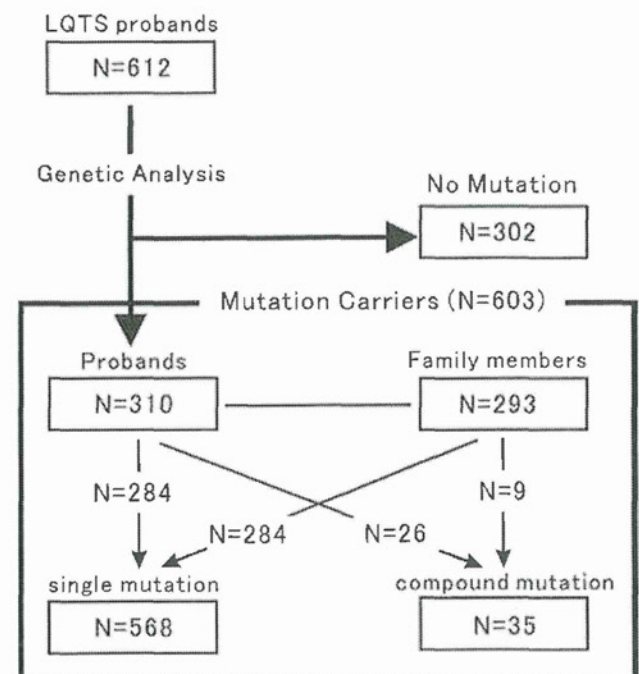 LQTS probands
N=612
Genetic Analysis
No Mutation
N=302
Mutation Carriers (N=603)
Probands
Family members
N=310
N=293
N=284
N=9
N=284
N=26
single mutation
compound mutation
N=568
N=35